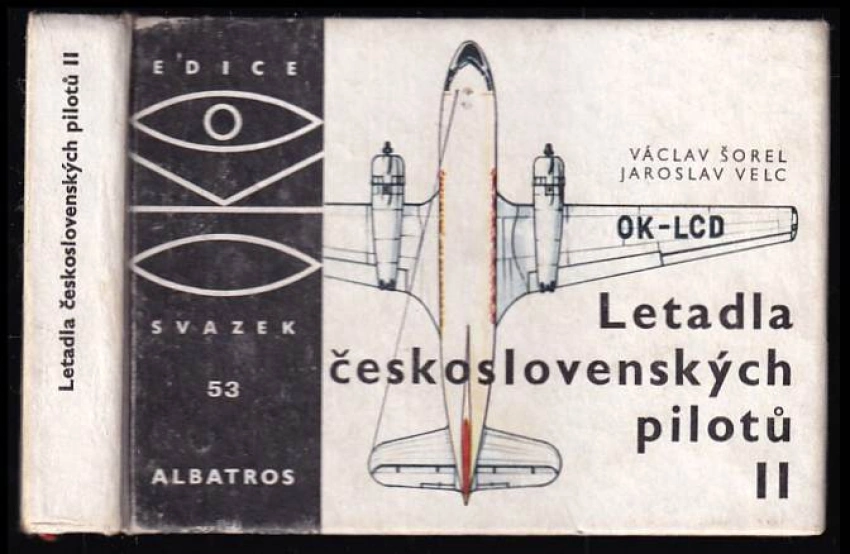 Letadla československých pilotů II
EDICE
SVAZEK
53
ALBATROS
VÁCLAV ŠOREL
JAROSLAV VELC
OK-LCD
Letadla
československých
pilotů
II